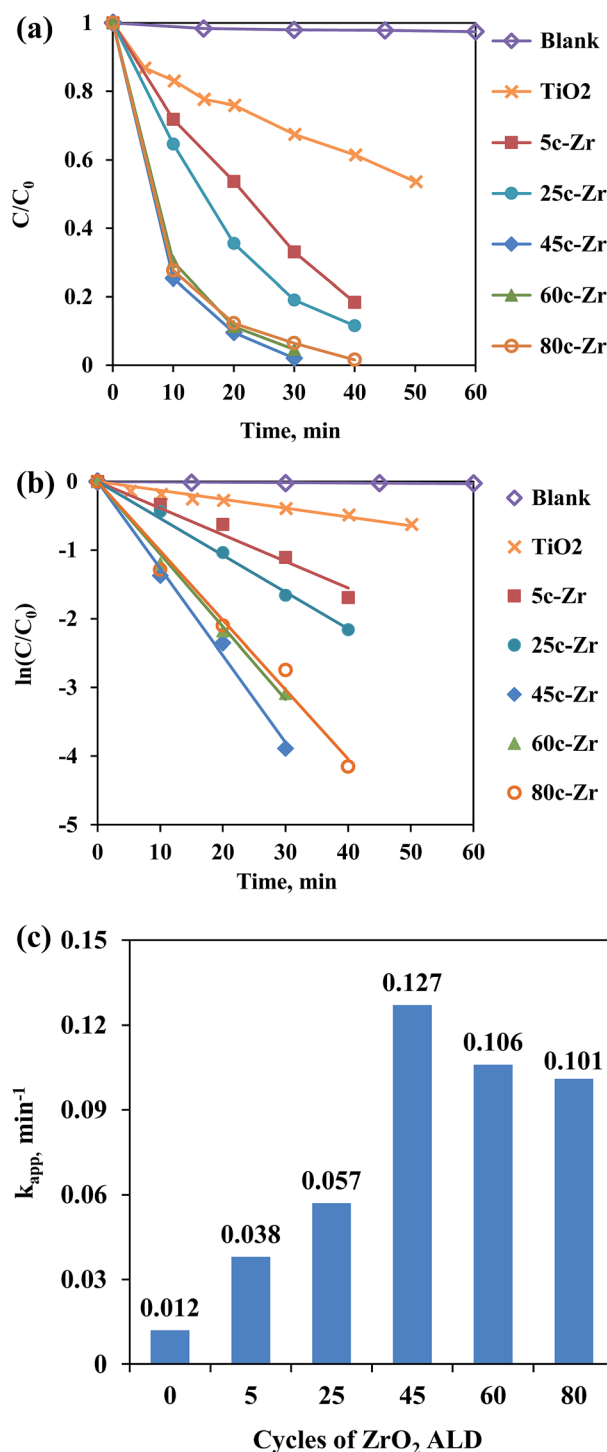 (a)
1
0.8
0.6
0.4
0.2
0
C/C0
0 10 20 30 40 50 60
Time, min
Blank
TiO2
5c-Zr
25c-Zr
45c-Zr
60c-Zr
80c-Zr
(b)
0
-1
-2
-3
-4
-5
ln(C/C0)
0 10 20 30 40 50 60
Time, min
Blank
TiO2
5c-Zr
25c-Zr
45c-Zr
60c-Zr
80c-Zr
(c)
0.15
0.12
0.09
0.06
0.03
0
kapp, min-1
0.012
0.038
0.057
0.127
0.106
0.101
0 5 25 45 60 80
Cycles of ZrO2 ALD